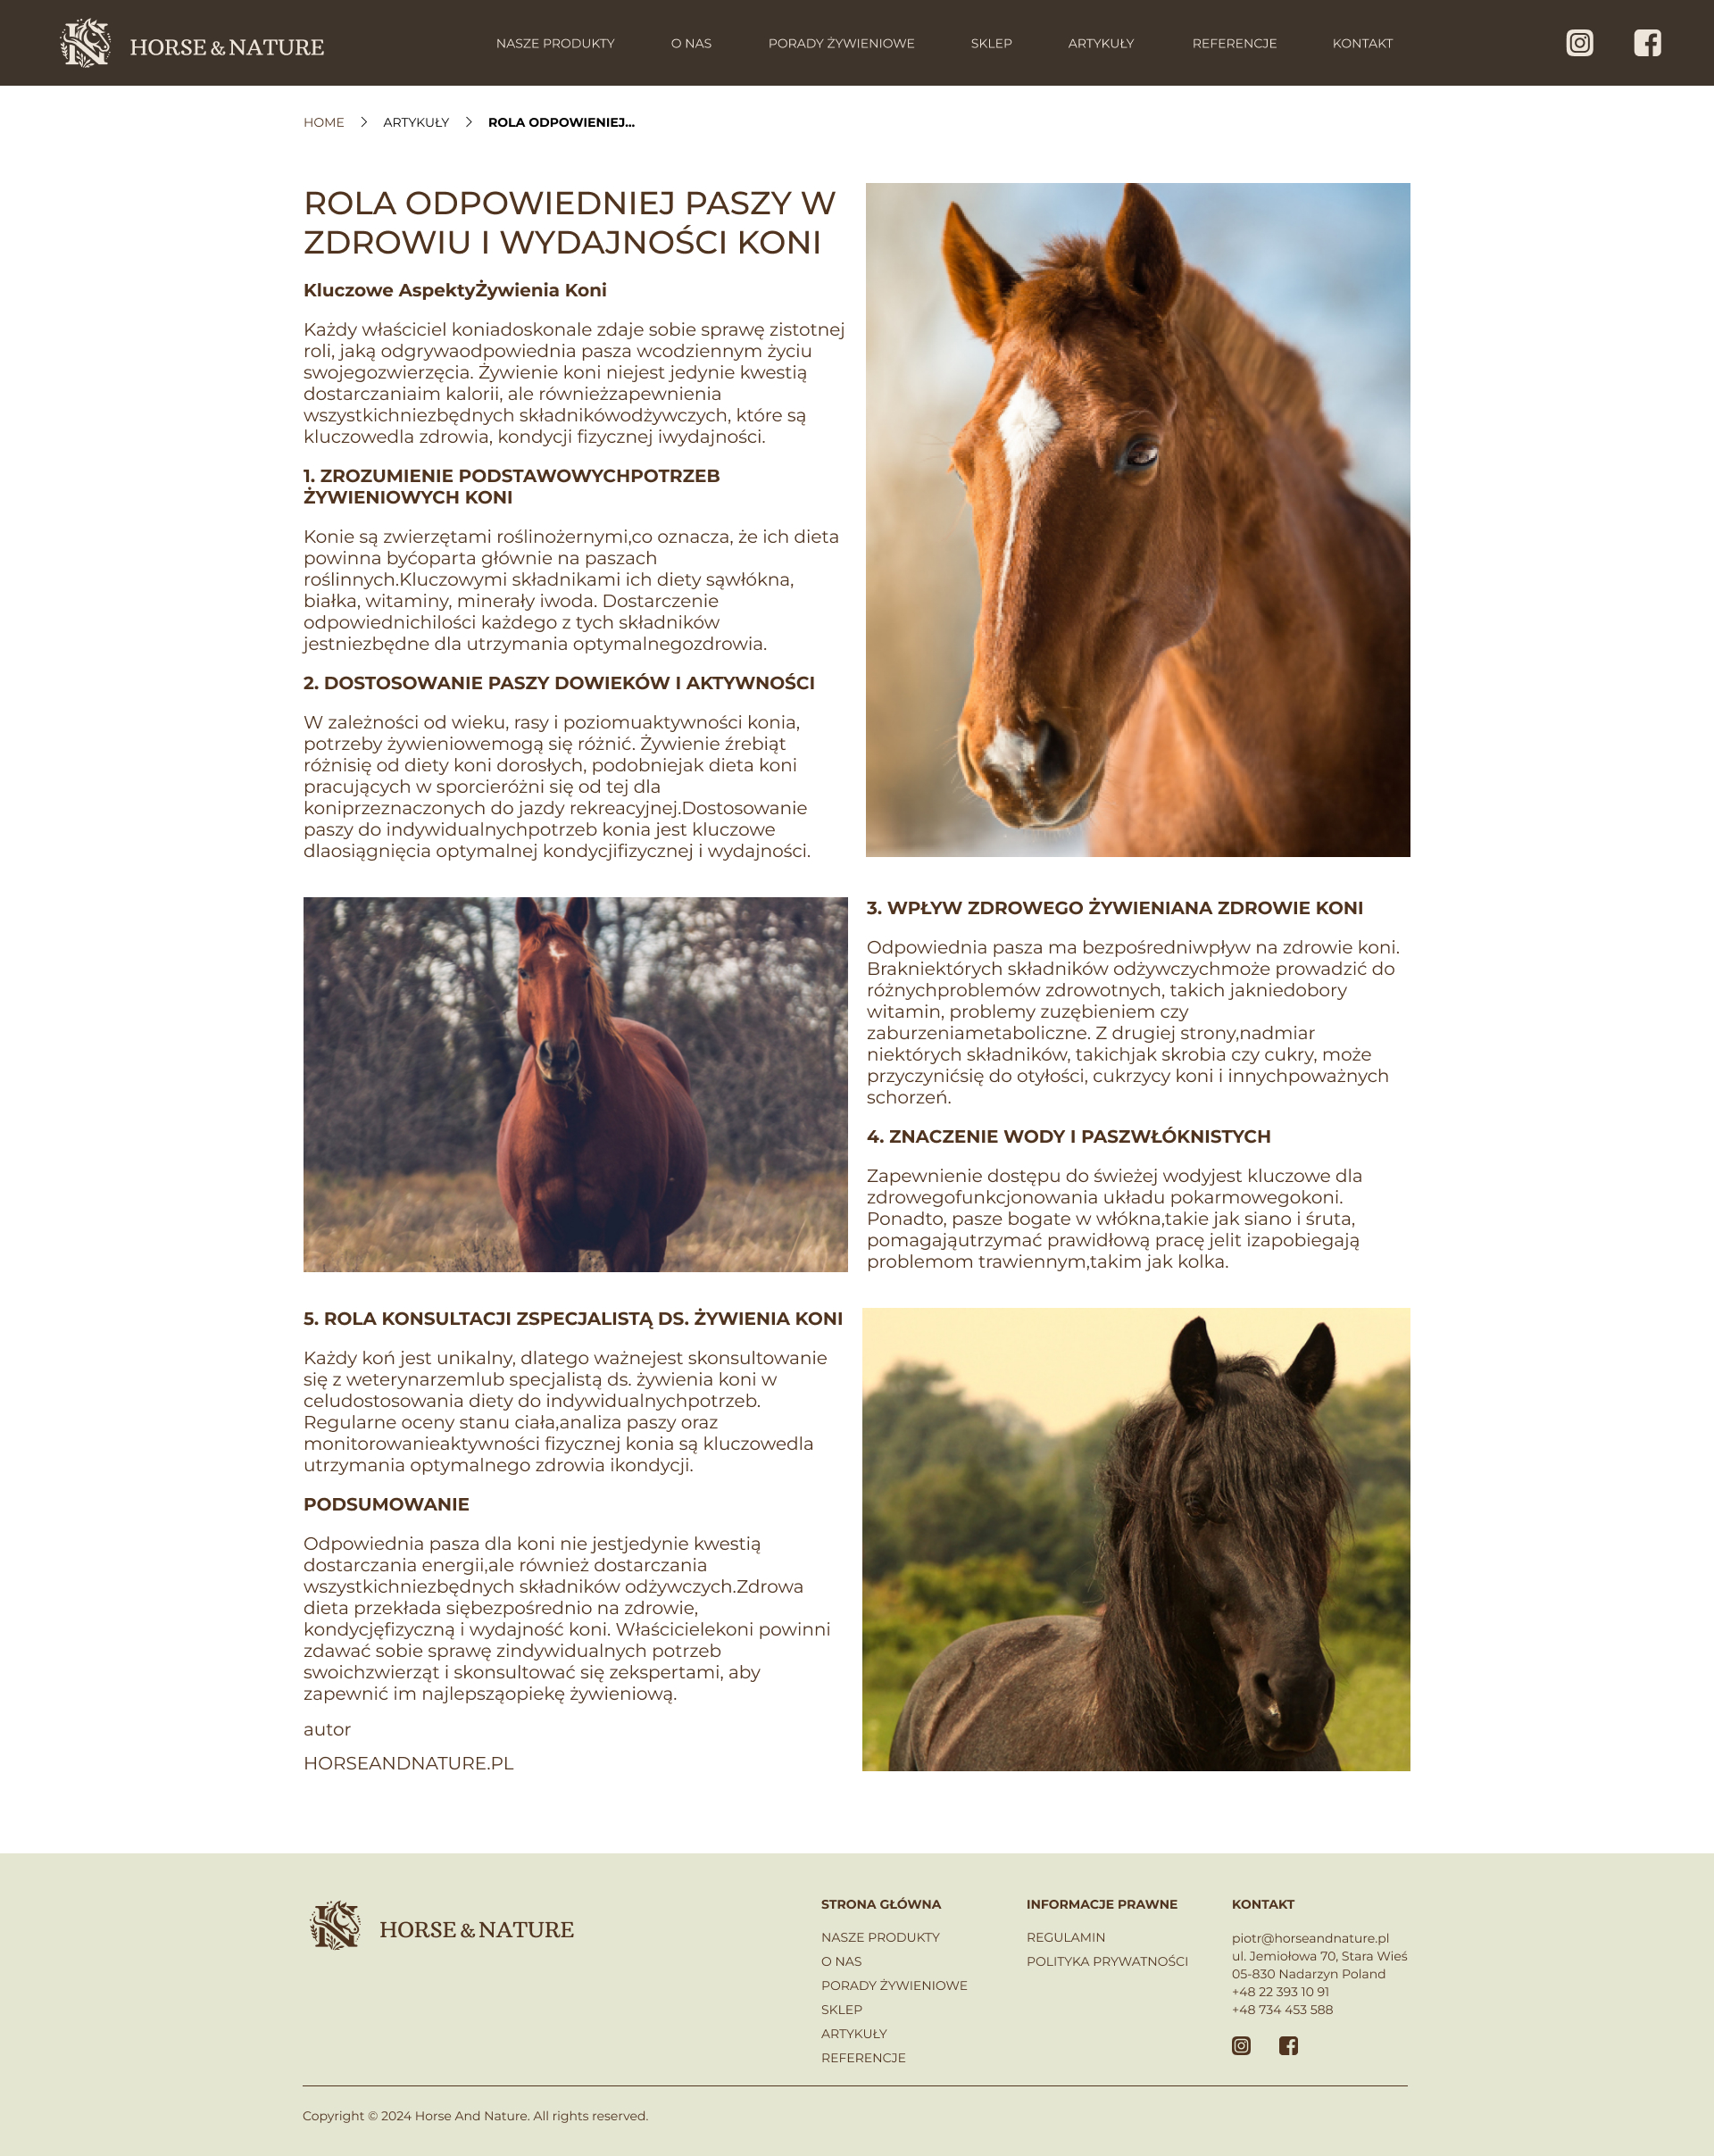 HORSE & NATURE
NASZE PRODUKTY
O NAS
PORADY ŻYWIENIOWE
SKLEP
ARTYKUŁY
REFERENCJE
KONTAKT
HOME
ARTYKUŁY
ROLA ODPOWIENIEJ...
ROLA ODPOWIEDNIEJ PASZY W
ZDROWIU I WYDAJNOŚCI KONI
Kluczowe AspektyŻywienia Koni
Każdy właściciel koniadoskonale zdaje sobie sprawę zistotnej
roli, jaką odgrywaodpowiednia pasza wcodziennym życiu
swojegozwierzęcia. Żywienie koni niejest jedynie kwestią
dostarczaniaim kalorii, ale równieżzapewnienia
wszystkichniezbędnych składnikówodżywczych, które są
kluczowedla zdrowia, kondycji fizycznej iwydajności.
1. ZROZUMIENIE PODSTAWOWYCHPOTRZEB
ŻYWIENIOWYCH KONI
Konie są zwierzętami roślinożernymi,co oznacza, że ich dieta
powinna byćoparta głównie na paszach
roślinnych.Kluczowymi składnikami ich diety sąwłókna,
białka, witaminy, minerały iwoda. Dostarczenie
odpowiednichilości każdego z tych składników
jestniezbędne dla utrzymania optymalnegozdrowia.
2. DOSTOSOWANIE PASZY DOWIEKÓW I AKTYWNOŚCI
W zależności od wieku, rasy i poziomuaktywności konia,
potrzeby żywieniowemogą się różnić. Żywienie źrebiąt
różnisię od diety koni dorosłych, podobniejak dieta koni
pracujących w sporcieróżni się od tej dla
koniprzeznaczonych do jazdy rekreacyjnej.Dostosowanie
paszy do indywidualnychpotrzeb konia jest kluczowe
dlaosiągnięcia optymalnej kondycjifizycznej i wydajności.
3. WPŁYW ZDROWEGO ŻYWIENIANA ZDROWIE KONI
Odpowiednia pasza ma bezpośredniwpływ na zdrowie koni.
Brakniektórych składników odżywczychmoże prowadzić do
różnychproblemów zdrowotnych, takich jakniedobory
witamin, problemy zuzębieniem czy
zaburzeniametaboliczne. Z drugiej strony,nadmiar
niektórych składników, takichjak skrobia czy cukry, może
przyczynićsię do otyłości, cukrzycy koni i innychpoważnych
schorzeń.
4. ZNACZENIE WODY I PASZWŁÓKNISTYCH
Zapewnienie dostępu do świeżej wodyjest kluczowe dla
zdrowegofunkcjonowania układu pokarmowegokoni.
Ponadto, pasze bogate w włókna,takie jak siano i śruta,
pomagająutrzymać prawidłową pracę jelit izapobiegają
problemom trawiennym,takim jak kolka.
5. ROLA KONSULTACJI ZSPECJALISTĄ DS. ŻYWIENIA KONI
Każdy koń jest unikalny, dlatego ważnejest skonsultowanie
się z weterynarzemlub specjalistą ds. żywienia koni w
celudostosowania diety do indywidualnychpotrzeb.
Regularne oceny stanu ciała,analiza paszy oraz
monitorowanieaktywności fizycznej konia są kluczowedla
utrzymania optymalnego zdrowia ikondycji.
PODSUMOWANIE
Odpowiednia pasza dla koni nie jestjedynie kwestią
dostarczania energii,ale również dostarczania
wszystkichniezbędnych składników odżywczych.Zdrowa
dieta przekłada siębezpośrednio na zdrowie,
kondycjęfizyczną i wydajność koni. Właścicielekoni powinni
zdawać sobie sprawę zindywidualnych potrzeb
swoichzwierząt i skonsultować się zekspertami, aby
zapewnić im najlepsząopiekę żywieniową.
autor
HORSEANDNATURE.PL
HORSE & NATURE
STRONA GŁÓWNA
NASZE PRODUKTY
O NAS
PORADY ŻYWIENIOWE
SKLEP
ARTYKUŁY
REFERENCJE
INFORMACJE PRAWNE
REGULAMIN
POLITYKA PRYWATNOŚCI
KONTAKT
piotr@horseandnature.pl
ul. Jemiołowa 70, Stara Wieś
05-830 Nadarzyn Poland
+48 22 393 10 91
+48 734 453 588
Copyright © 2024 Horse And Nature. All rights reserved.